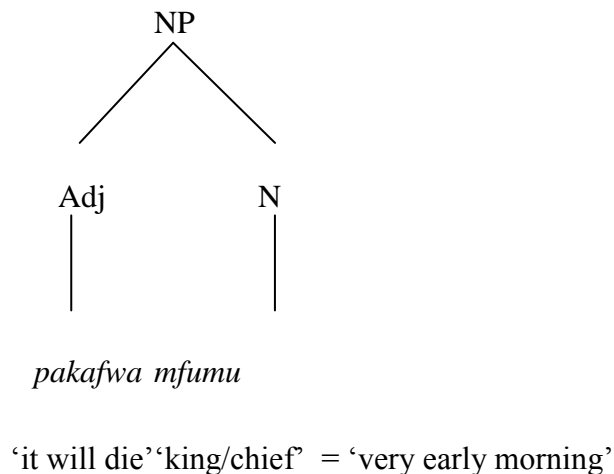 NP
Adj N
pakafwa mfumu
‘it will die’‘king/chief’ = ‘very early morning’